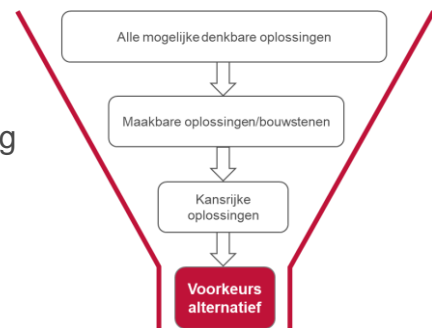 Alle mogelijke denkbare oplossingen
Maakbare oplossingen/bouwstenen
g
Kansrijke
oplossingen
Voorkeurs
alternatief